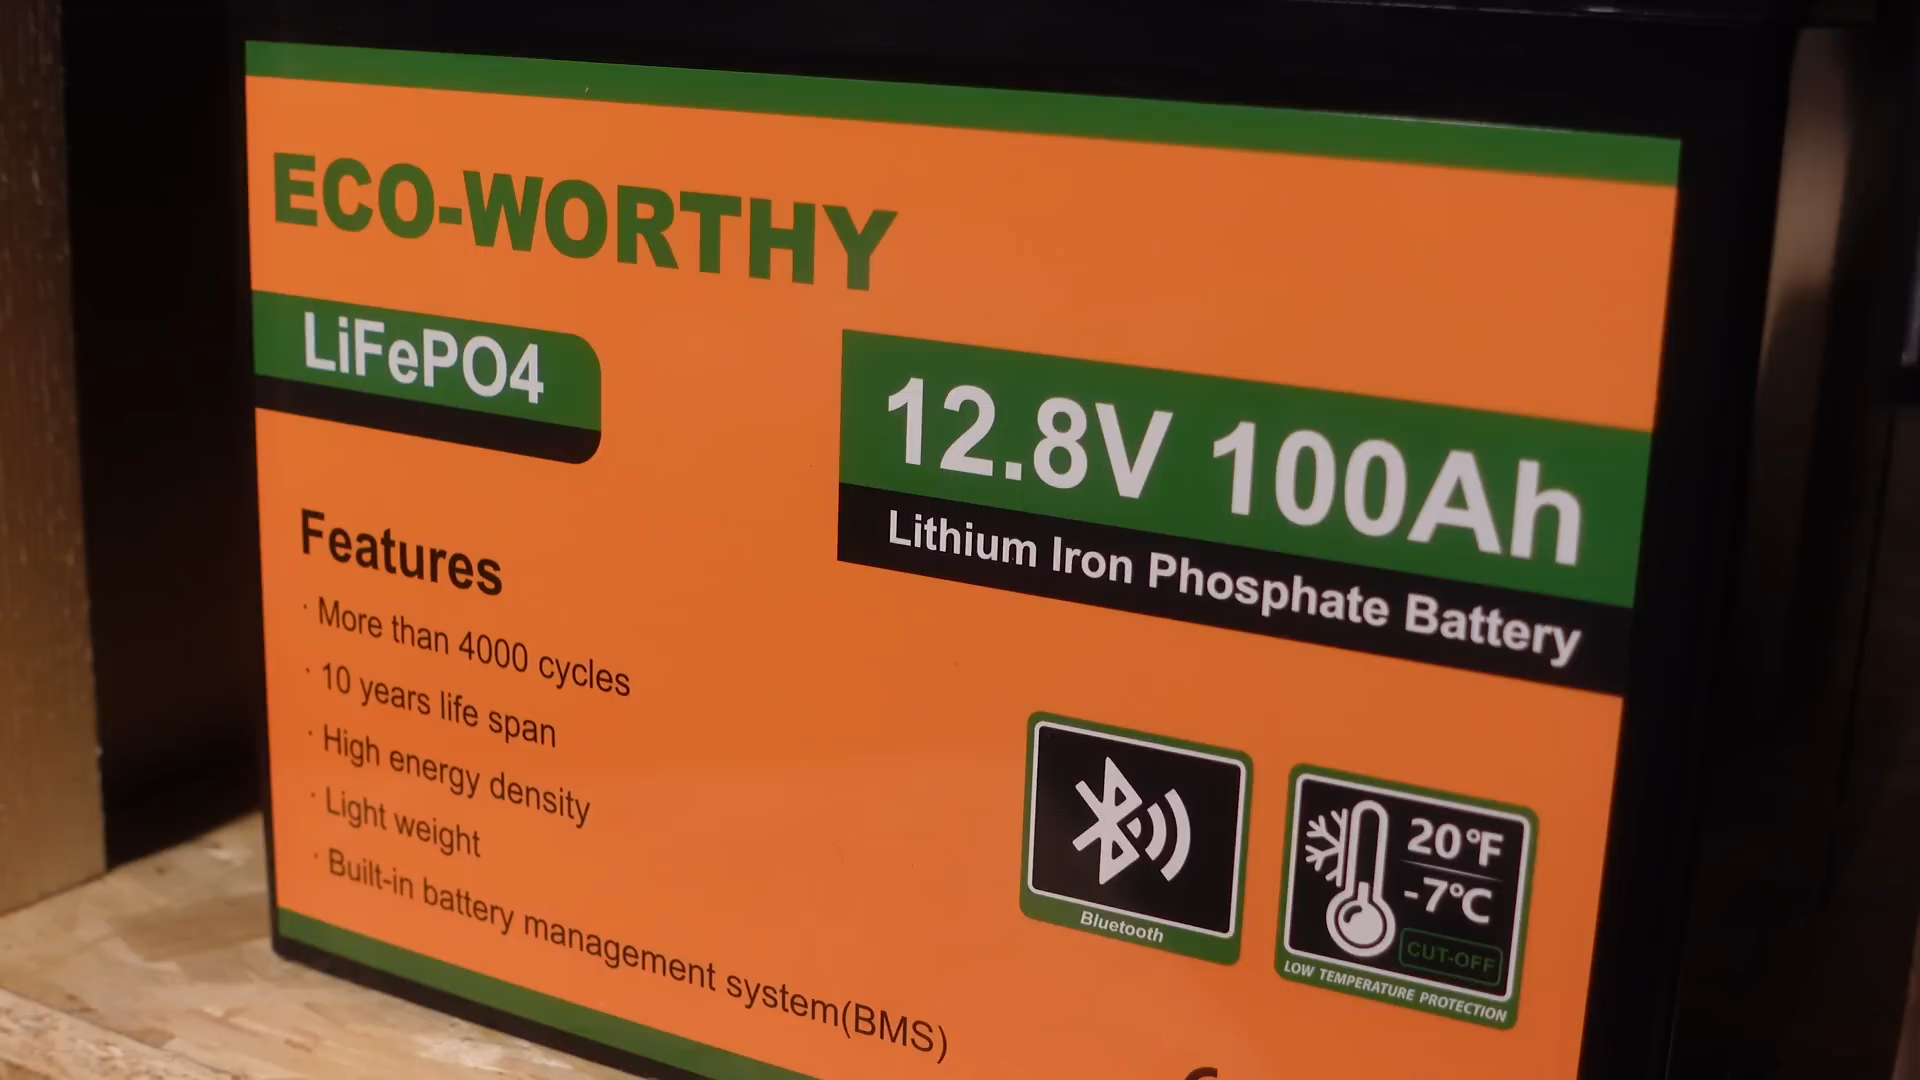 ECO-WORTHY
LiFePO4
12.8V 100Ah
Lithium Iron Phosphate Battery
Features
· More than 4000 cycles
· 10 years life span
· High energy density
· Light weight
· Built-in battery management system(BMS)
Bluetooth
20°F
-7°C
CUT-OFF
LOW TEMPERATURE PROTECTION